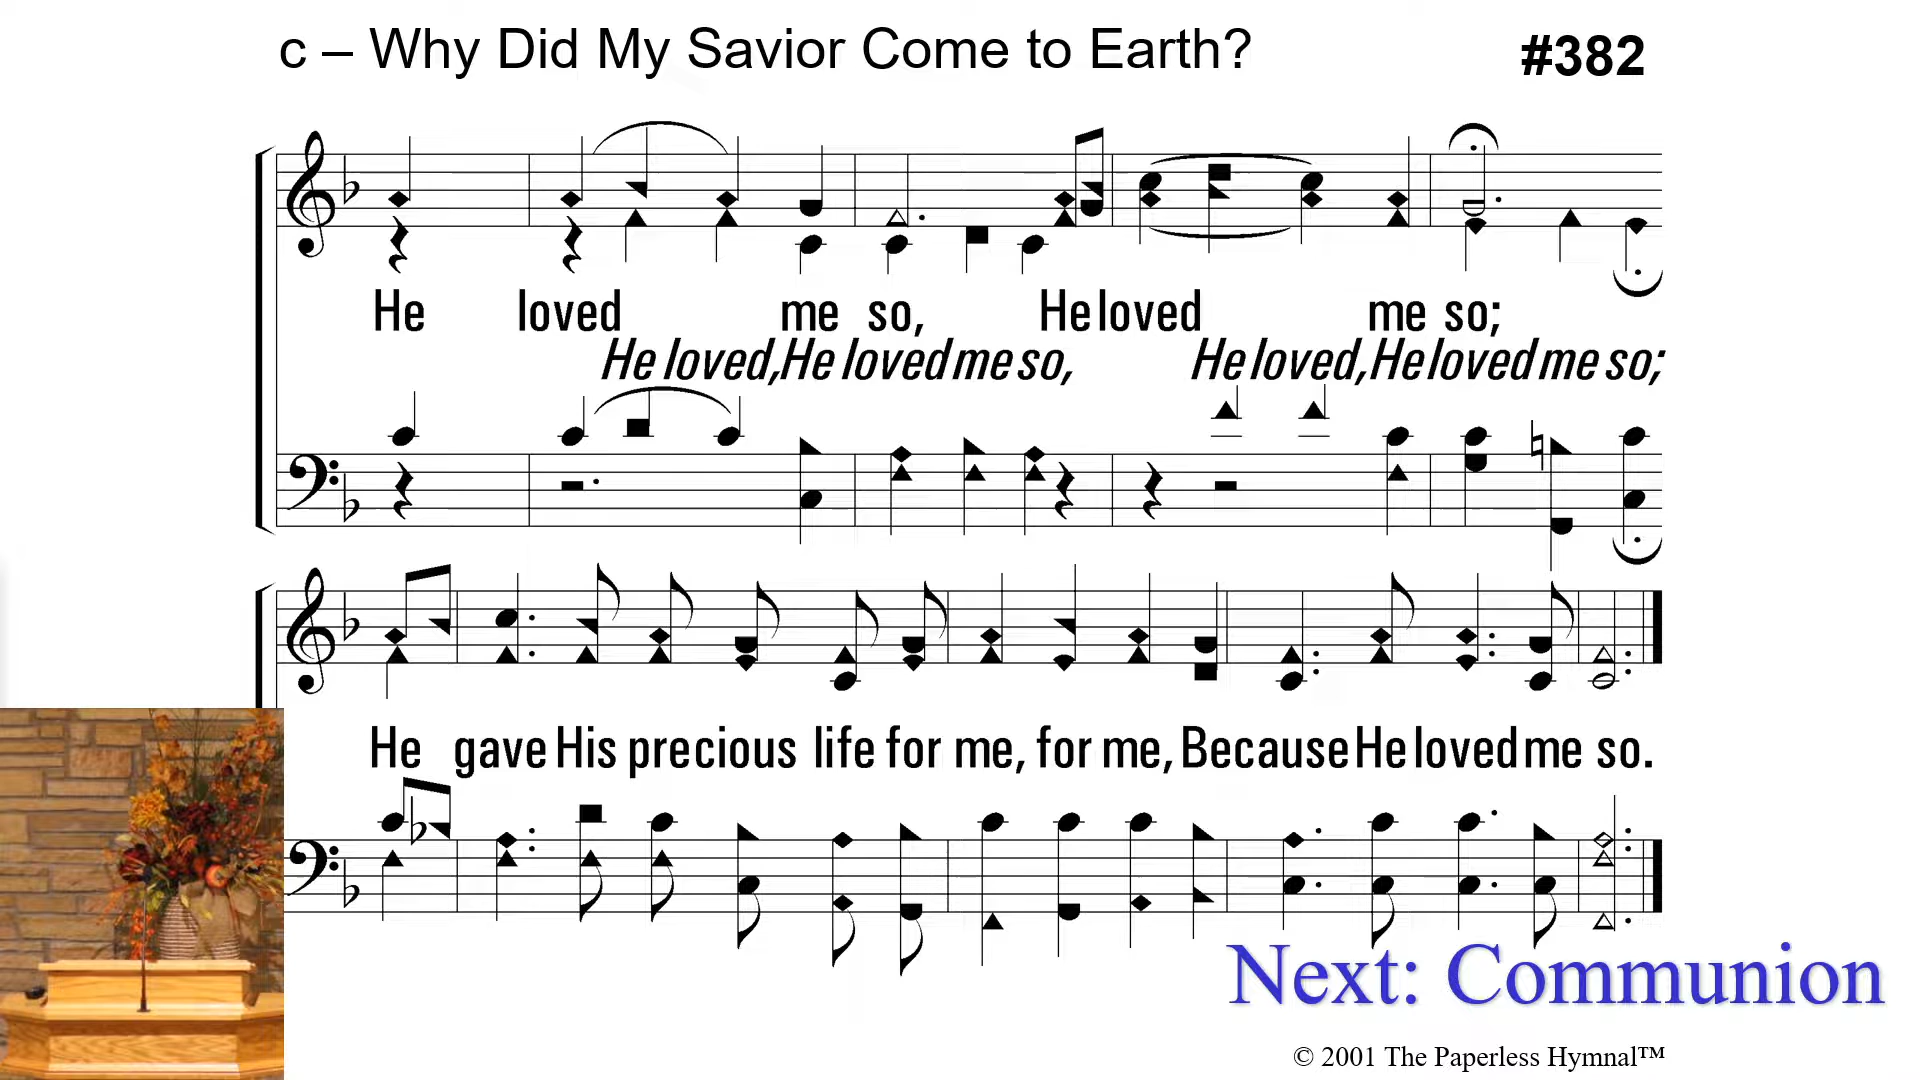 c – Why Did My Savior Come to Earth?
#382
He loved me so, He loved me so;
He loved, He loved me so, He loved, He loved me so;
He gave His precious life for me, for me, Because He loved me so.
Next: Communion
© 2001 The Paperless Hymnal™